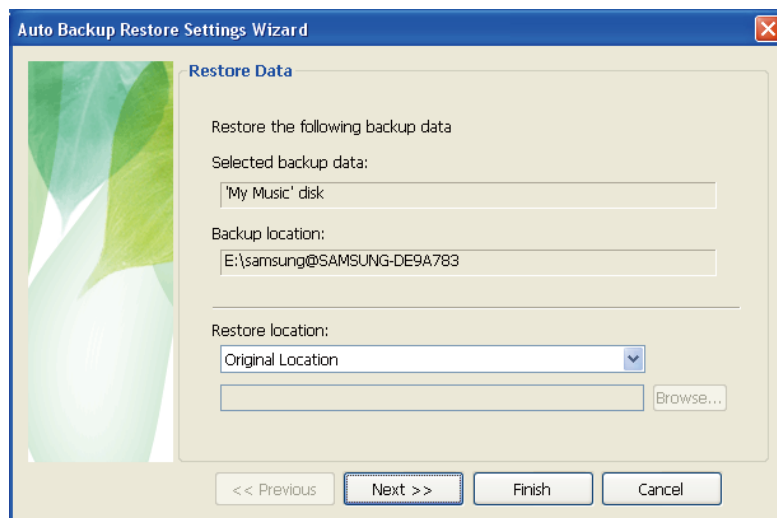 Auto Backup Restore Settings Wizard
Restore Data
Restore the following backup data
Selected backup data:
'My Music' disk
Backup location:
E:\samsung@SAMSUNG-DE9A783
Restore location:
Original Location
Browse...
<< Previous
Next >>
Finish
Cancel